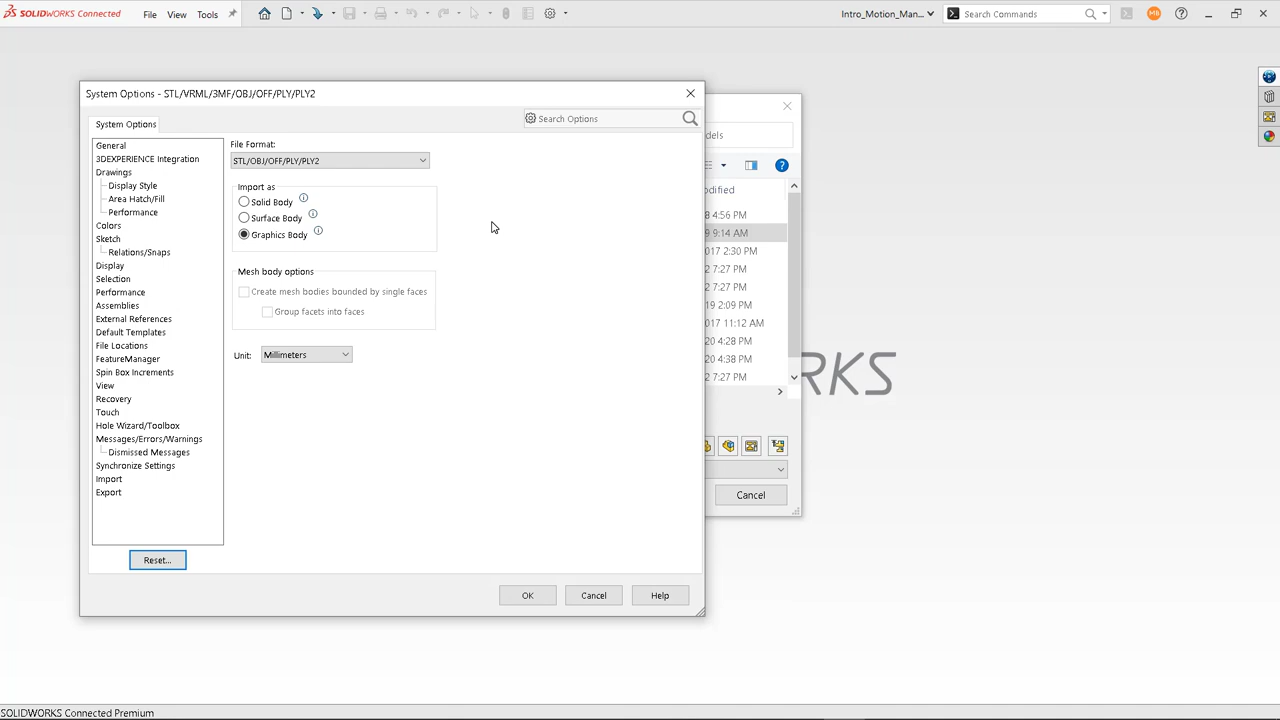 SOLIDWORKS Connected File View Tools Intro_Motion_Man... Search Commands MB
System Options - STL/VRML/3MF/OBJ/OFF/PLY/PLY2
Search Options
System Options
General
3DEXPERIENCE Integration
Drawings
Display Style
Area Hatch/Fill
Performance
Colors
Sketch
Relations/Snaps
Display
Selection
Performance
Assemblies
External References
Default Templates
File Locations
FeatureManager
Spin Box Increments
View
Recovery
Touch
Hole Wizard/Toolbox
Messages/Errors/Warnings
Dismissed Messages
Synchronize Settings
Import
Export
Reset...
File Format:
STL/OBJ/OFF/PLY/PLY2
Import as
Solid Body
Surface Body
Graphics Body
Mesh body options
Create mesh bodies bounded by single faces
Group facets into faces
Unit: Millimeters
OK Cancel Help
dels
odified
8 4:56 PM
9 9:14 AM
017 2:30 PM
2 7:27 PM
2 7:27 PM
19 2:09 PM
017 11:12 AM
20 4:28 PM
20 4:38 PM
2 7:27 PM
Cancel
RKS
SOLIDWORKS Connected Premium